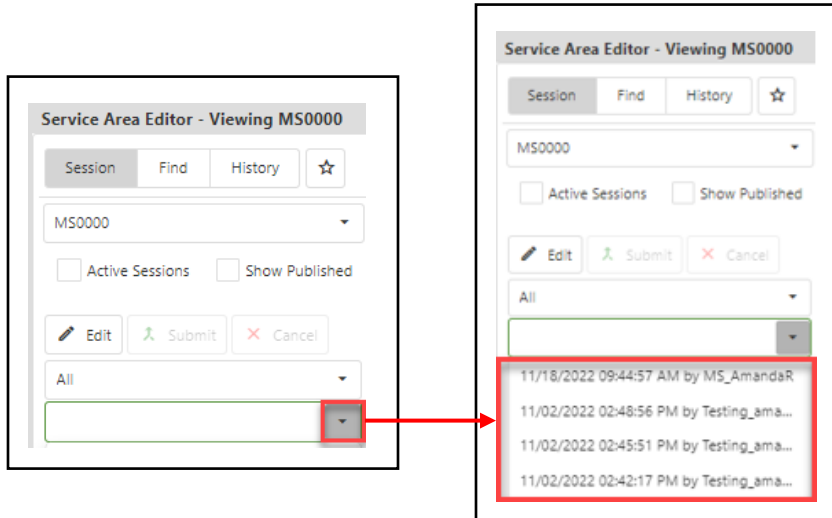 Service Area Editor - Viewing MS0000
Session Find History
MS0000
Active Sessions Show Published
Edit Submit Cancel
All
Service Area Editor - Viewing MS0000
Session Find History
MS0000
Active Sessions Show Published
Edit Submit Cancel
All
11/18/2022 09:44:57 AM by MS_AmandaR
11/02/2022 02:48:56 PM by Testing_ama...
11/02/2022 02:45:51 PM by Testing_ama...
11/02/2022 02:42:17 PM by Testing_ama...